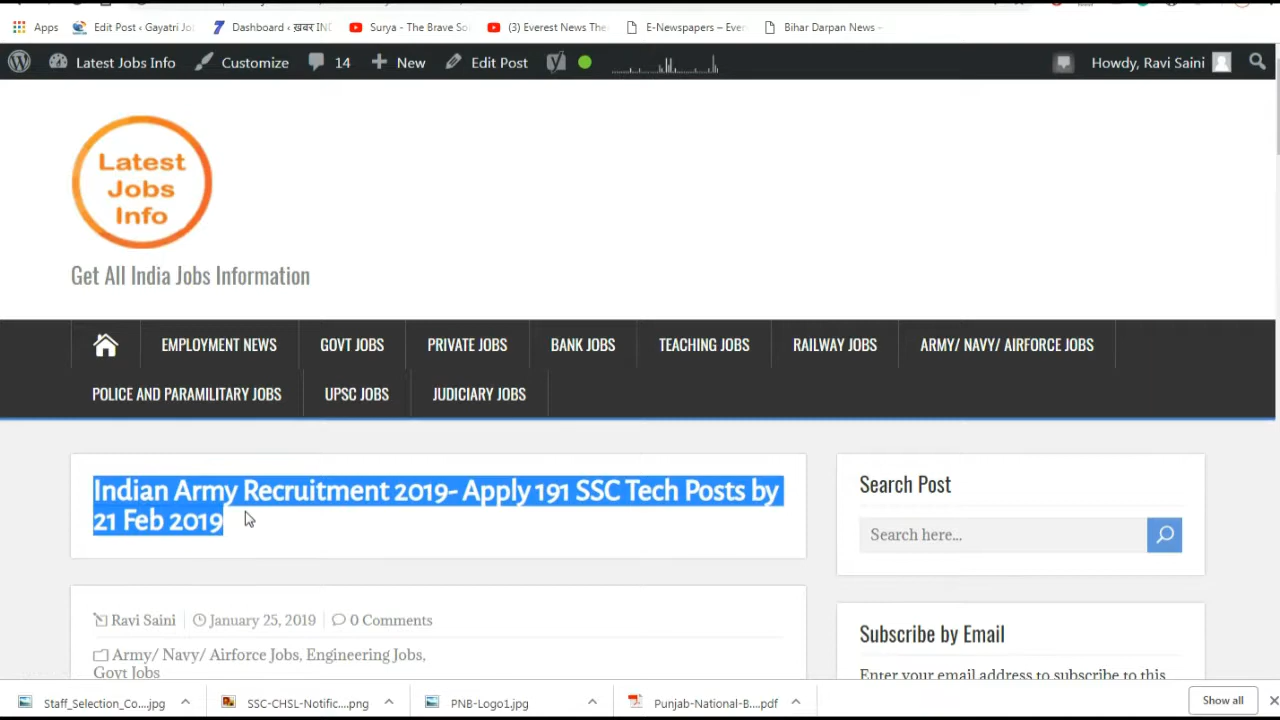 Apps Edit Post ‹ Gayatri Jo Dashboard ‹ ख़बर IND Surya - The Brave So (3) Everest News The E-Newspapers – Ever Bihar Darpan News -
Latest Jobs Info Customize 14 New Edit Post Howdy, Ravi Saini
Latest
Jobs
Info
Get All India Jobs Information
EMPLOYMENT NEWS GOVT JOBS PRIVATE JOBS BANK JOBS TEACHING JOBS RAILWAY JOBS ARMY/ NAVY/ AIRFORCE JOBS
POLICE AND PARAMILITARY JOBS UPSC JOBS JUDICIARY JOBS
Indian Army Recruitment 2019- Apply 191 SSC Tech Posts by
21 Feb 2019
Search Post
Search here...
Ravi Saini January 25, 2019 0 Comments
Army/ Navy/ Airforce Jobs, Engineering Jobs,
Govt Jobs
Subscribe by Email
Enter your email address to subscribe to this
Staff_Selection_Co....jpg SSC-CHSL-Notific....png PNB-Logo1.jpg Punjab-National-B....pdf Show all